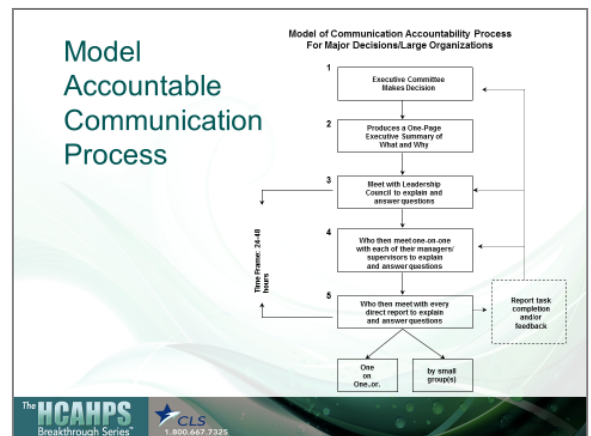 Model
Accountable
Communication
Process
Model of Communication Accountability Process
For Major Decisions/Large Organizations
1
Executive Committee
Makes Decision
2
Produces a One-Page
Executive Summary of
What and Why
3
Meet with Leadership
Council to explain and
answer questions
4
Who then meet one-on-one
with each of their managers/
supervisors to explain
and answer questions
Time Frame: 24-48
hours
5
Who then meet with every
direct report to explain
and answer questions
Report task
completion
and/or
feedback
One
on
One..or.
by small
group(s)
The HCAHPS
Breakthrough Series™
CLS
1.800.667.7325